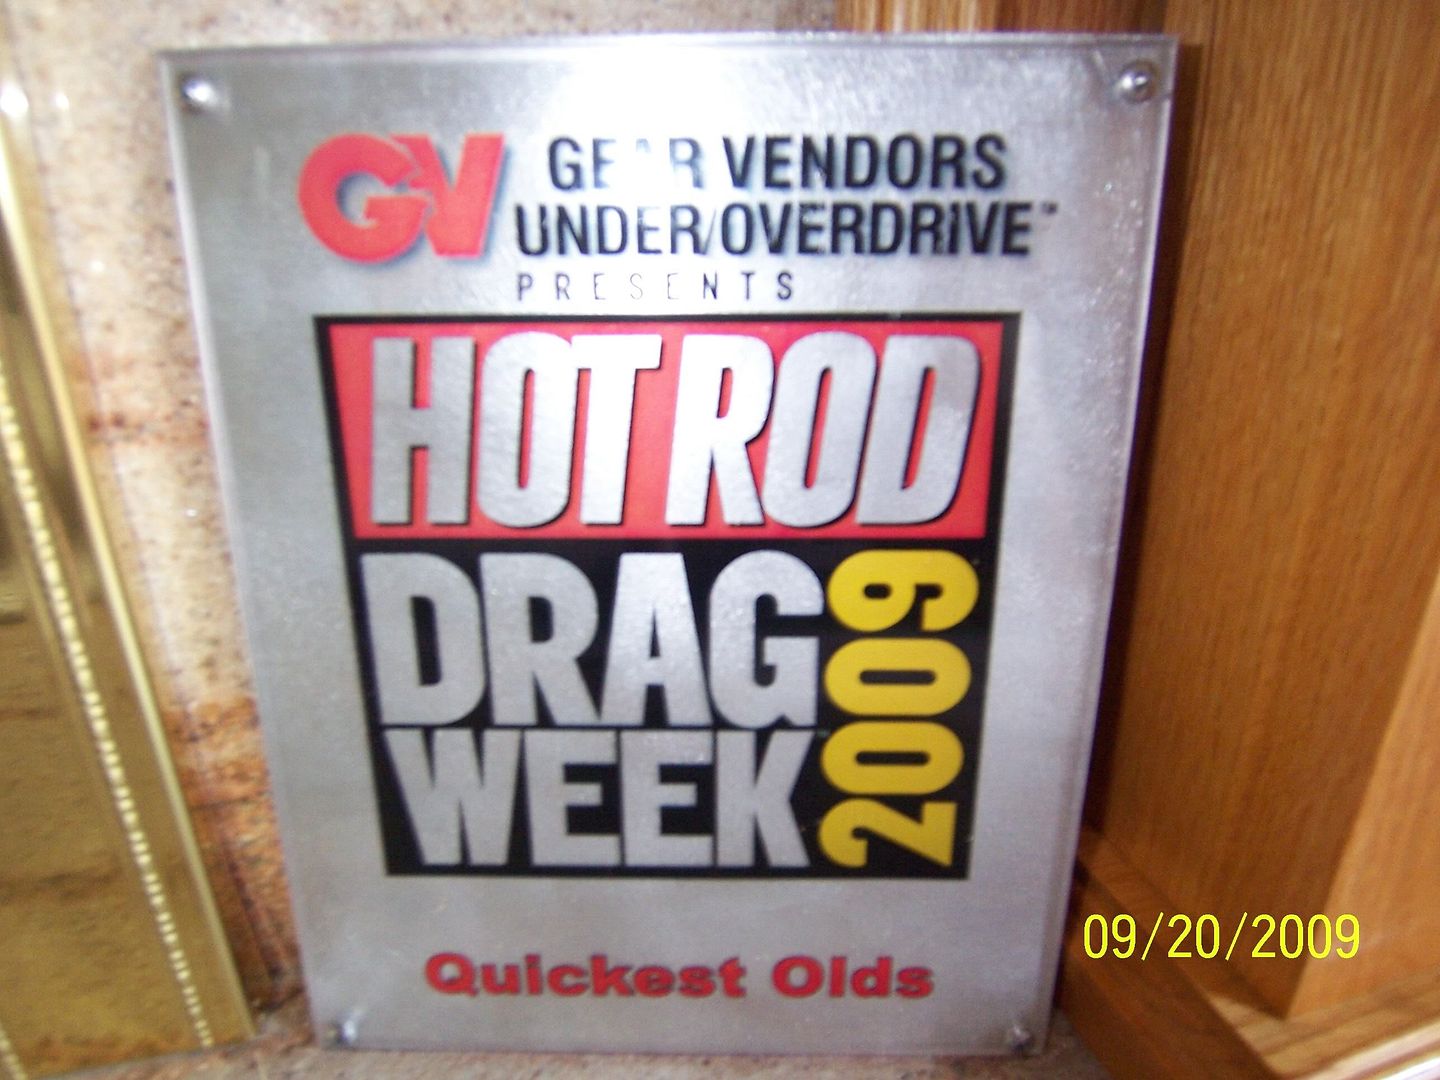 GV GEAR VENDORS
UNDER/OVERDRIVE™
PRESENTS
HOT ROD
DRAG
WEEK
2009
Quickest Olds
09/20/2009